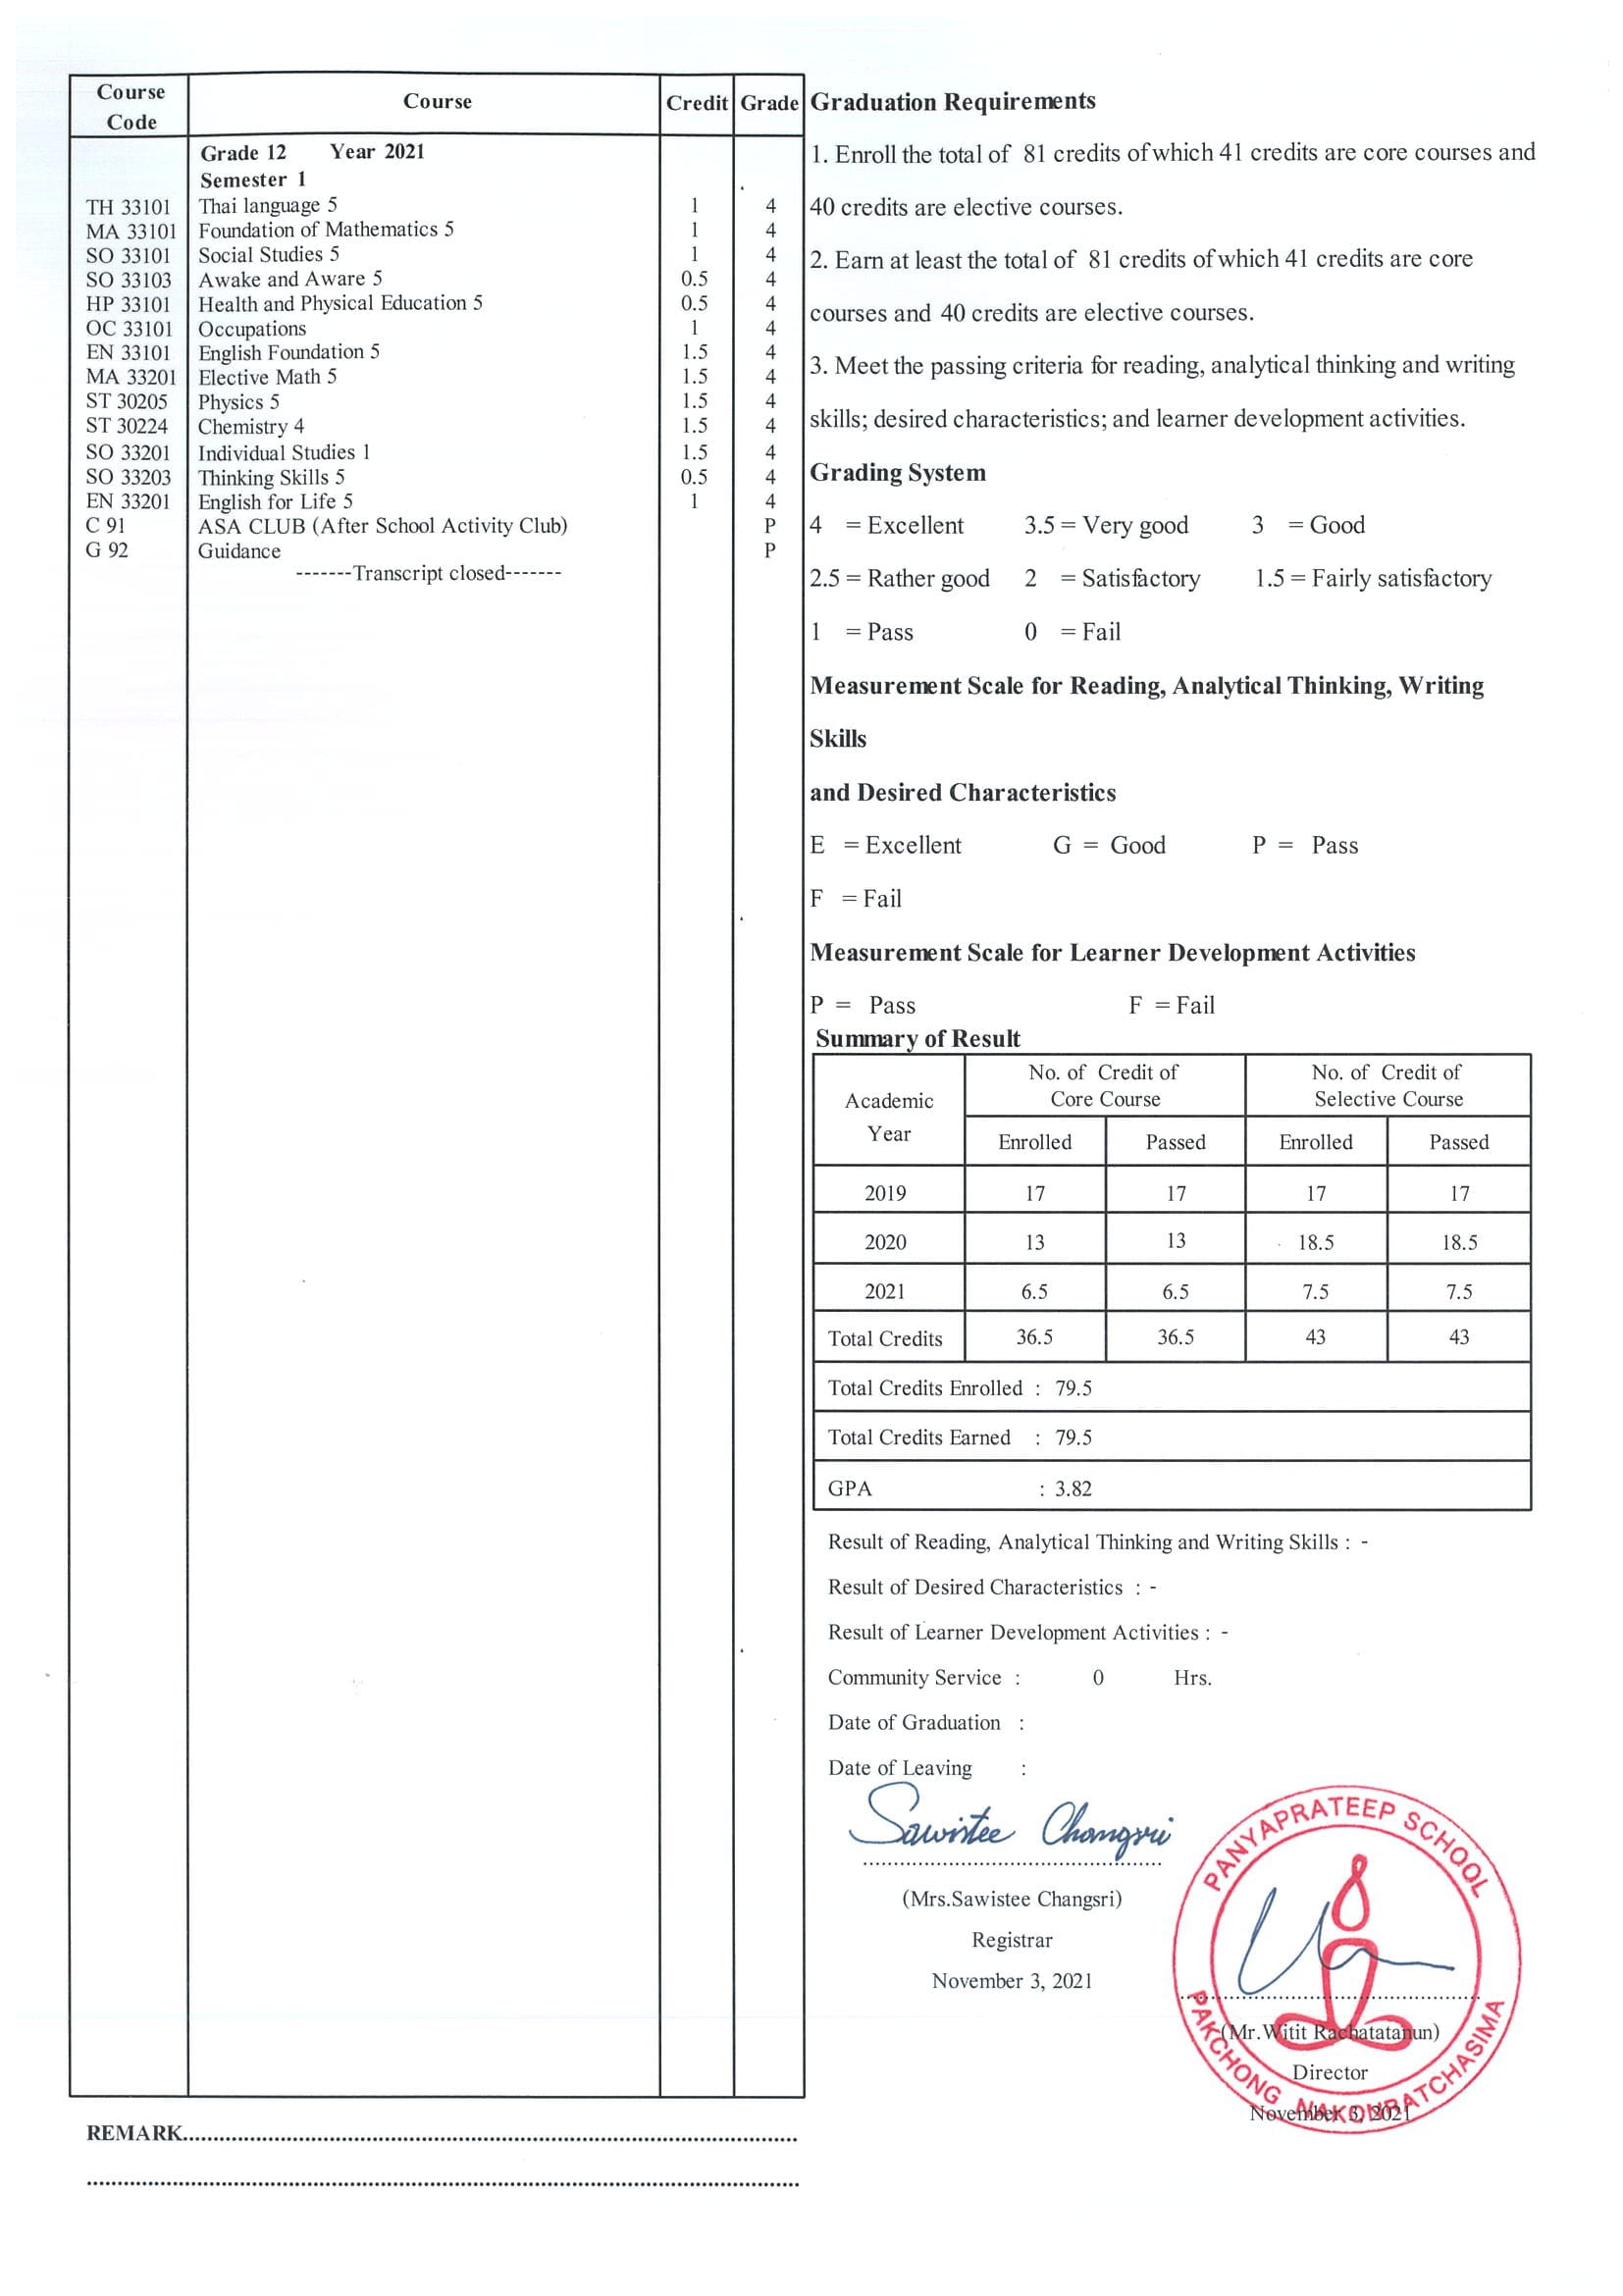 Course Code Course Credit Grade
Grade 12 Year 2021
Semester 1
TH 33101 Thai language 5 1 4
MA 33101 Foundation of Mathematics 5 1 4
SO 33101 Social Studies 5 1 4
SO 33103 Awake and Aware 5 0.5 4
HP 33101 Health and Physical Education 5 0.5 4
OC 33101 Occupations 1 4
EN 33101 English Foundation 5 1.5 4
MA 33201 Elective Math 5 1.5 4
ST 30205 Physics 5 1.5 4
ST 30224 Chemistry 4 1.5 4
SO 33201 Individual Studies 1 1.5 4
SO 33203 Thinking Skills 5 0.5 4
EN 33201 English for Life 5 1 4
C 91 ASA CLUB (After School Activity Club) P
G 92 Guidance P
-------Transcript closed-------
REMARK
Graduation Requirements
1. Enroll the total of 81 credits of which 41 credits are core courses and
40 credits are elective courses.
2. Earn at least the total of 81 credits of which 41 credits are core
courses and 40 credits are elective courses.
3. Meet the passing criteria for reading, analytical thinking and writing
skills; desired characteristics; and learner development activities.
Grading System
4 = Excellent 3.5 = Very good 3 = Good
2.5 = Rather good 2 = Satisfactory 1.5 = Fairly satisfactory
1 = Pass 0 = Fail
Measurement Scale for Reading, Analytical Thinking, Writing
Skills
and Desired Characteristics
E = Excellent G = Good P = Pass
F = Fail
Measurement Scale for Learner Development Activities
P = Pass F = Fail
Summary of Result
Academic Year No. of Credit of Core Course No. of Credit of Selective Course
Enrolled Passed Enrolled Passed
2019 17 17 17 17
2020 13 13 18.5 18.5
2021 6.5 6.5 7.5 7.5
Total Credits 36.5 36.5 43 43
Total Credits Enrolled : 79.5
Total Credits Earned : 79.5
GPA : 3.82
Result of Reading, Analytical Thinking and Writing Skills : -
Result of Desired Characteristics : -
Result of Learner Development Activities : -
Community Service : 0 Hrs.
Date of Graduation :
Date of Leaving :
Sawistee Changsri
(Mrs.Sawistee Changsri)
Registrar
November 3, 2021
PANYAPRATEEP SCHOOL
(Mr.Witit Rachatatanun)
Director
November 3, 2021
PAKCHONG NAKONRATCHASIMA